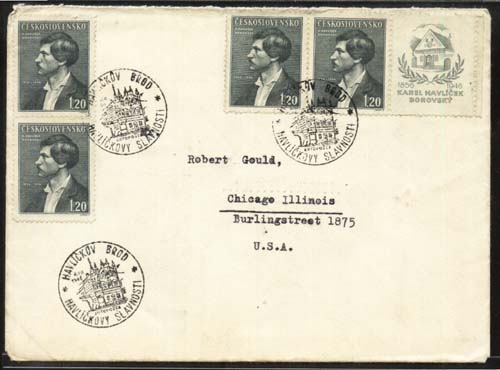 ČESKOSLOVENSKO
1.20
ČESKOSLOVENSKO
1.20
ČESKOSLOVENSKO
1.20
ČESKOSLOVENSKO
1.20
1856 1946
KAREL HAVLÍČEK
BOROVSKÝ
HAVLÍČKŮV BROD
HAVLÍČKOVY SLAVNOSTI
HAVLÍČKŮV BROD
HAVLÍČKOVY SLAVNOSTI
Robert Gould,
Chicago Illinois
Burlingstreet 1875
U.S.A.
HAVLÍČKŮV BROD
HAVLÍČKOVY SLAVNOSTI